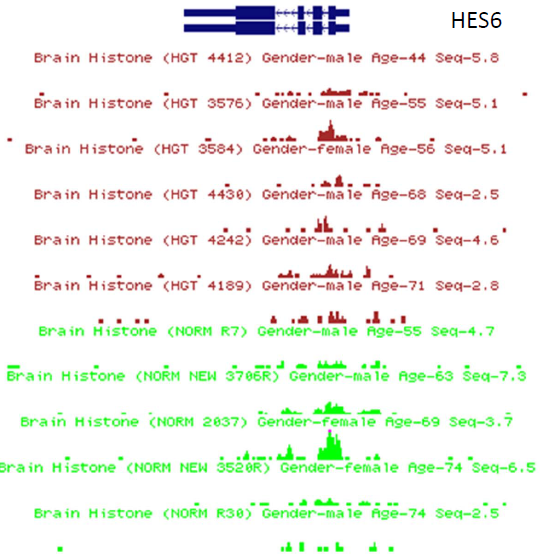 HES6
Brain Histone (HGT 4412) Gender-male Age-44 Seq-5.8
Brain Histone (HGT 3576) Gender-male Age-55 Seq-5.1
Brain Histone (HGT 3584) Gender-female Age-56 Seq-5.1
Brain Histone (HGT 4430) Gender-male Age-68 Seq-2.5
Brain Histone (HGT 4242) Gender-male Age-69 Seq-4.6
Brain Histone (HGT 4189) Gender-male Age-71 Seq-2.8
Brain Histone (NORM R7) Gender-male Age-55 Seq-4.7
Brain Histone (NORM NEW 3706R) Gender-male Age-63 Seq-7.3
Brain Histone (NORM 2037) Gender-female Age-69 Seq-3.7
Brain Histone (NORM NEW 3520R) Gender-female Age-74 Seq-6.5
Brain Histone (NORM R30) Gender-male Age-74 Seq-2.5